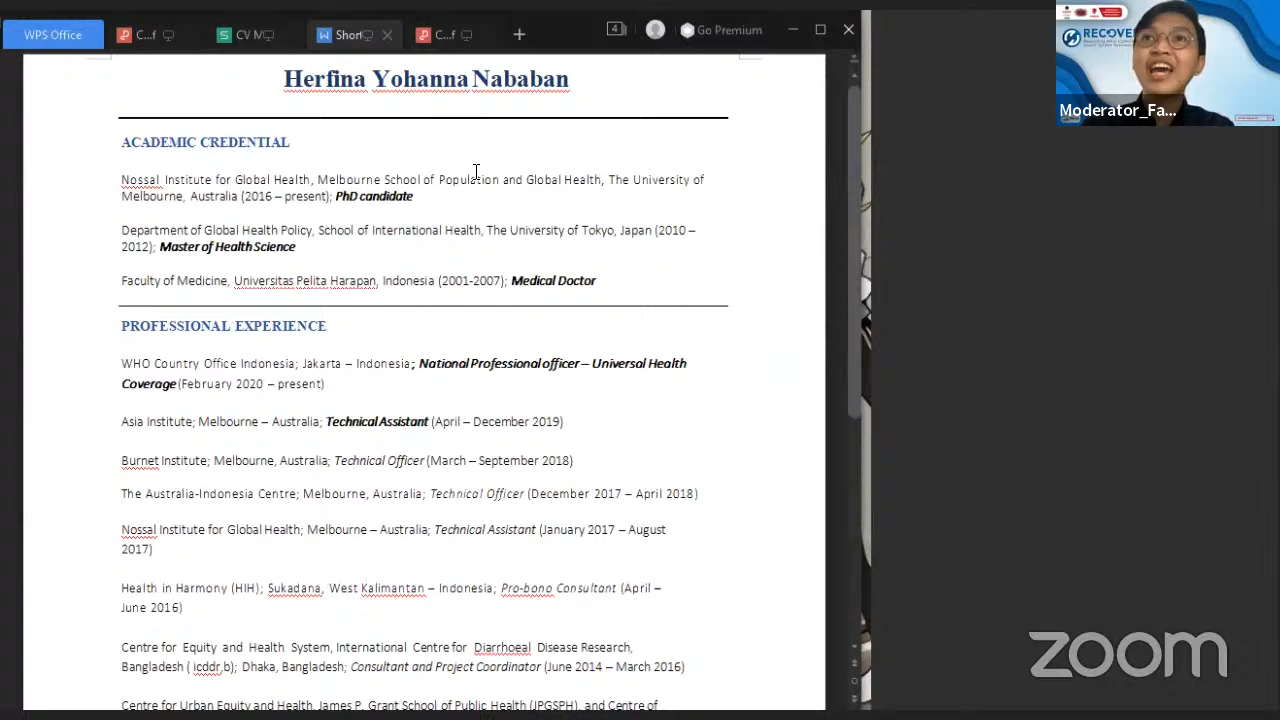 WPS Office
C...f
CV M
Short
C...f
4
Go Premium
RECOVE
Moderator_Fa...
Herfina Yohanna Nababan
ACADEMIC CREDENTIAL
Nossal Institute for Global Health, Melbourne School of Population and Global Health, The University of
Melbourne, Australia (2016 – present); PhD candidate
Department of Global Health Policy, School of International Health, The University of Tokyo, Japan (2010 –
2012); Master of Health Science
Faculty of Medicine, Universitas Pelita Harapan, Indonesia (2001-2007); Medical Doctor
PROFESSIONAL EXPERIENCE
WHO Country Office Indonesia; Jakarta – Indonesia; National Professional officer – Universal Health
Coverage (February 2020 – present)
Asia Institute; Melbourne – Australia; Technical Assistant (April – December 2019)
Burnet Institute; Melbourne, Australia; Technical Officer (March – September 2018)
The Australia-Indonesia Centre; Melbourne, Australia; Technical Officer (December 2017 – April 2018)
Nossal Institute for Global Health; Melbourne – Australia; Technical Assistant (January 2017 – August
2017)
Health in Harmony (HIH); Sukadana, West Kalimantan – Indonesia; Pro-bono Consultant (April –
June 2016)
Centre for Equity and Health System, International Centre for Diarrhoeal Disease Research,
Bangladesh ( icddr,b); Dhaka, Bangladesh; Consultant and Project Coordinator (June 2014 – March 2016)
Centre for Urban Equity and Health, James P. Grant School of Public Health (JPGSPH), and Centre of
zoom